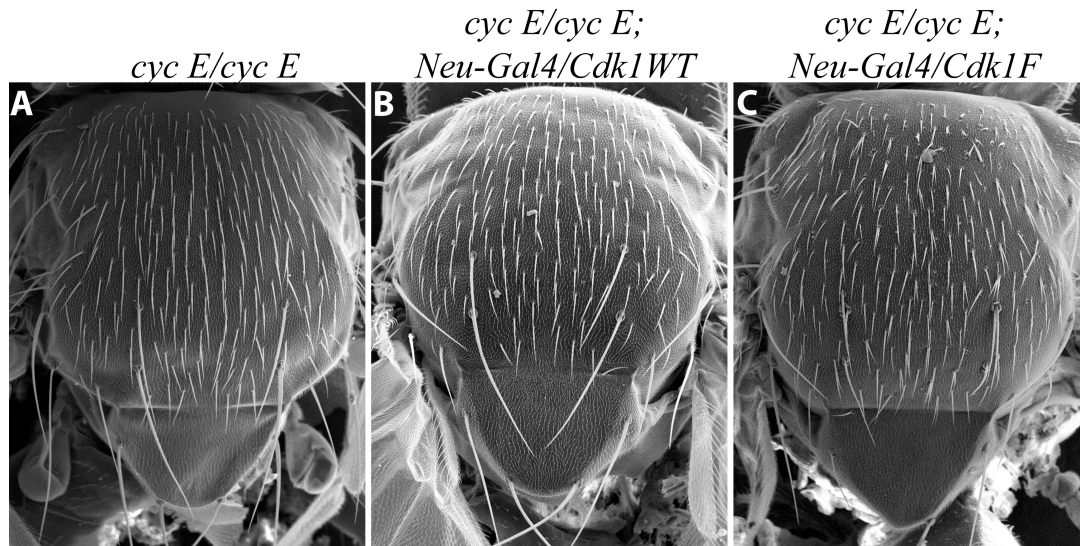 cyc E/cyc E
cyc E/cyc E;
Neu-Gal4/Cdk1WT
cyc E/cyc E;
Neu-Gal4/Cdk1F
A
B
C